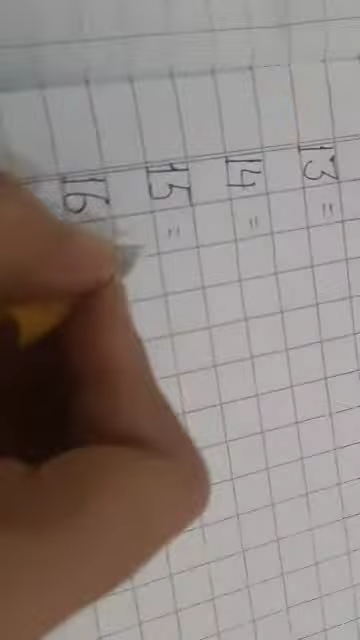 13 =
14 =
15 =
16